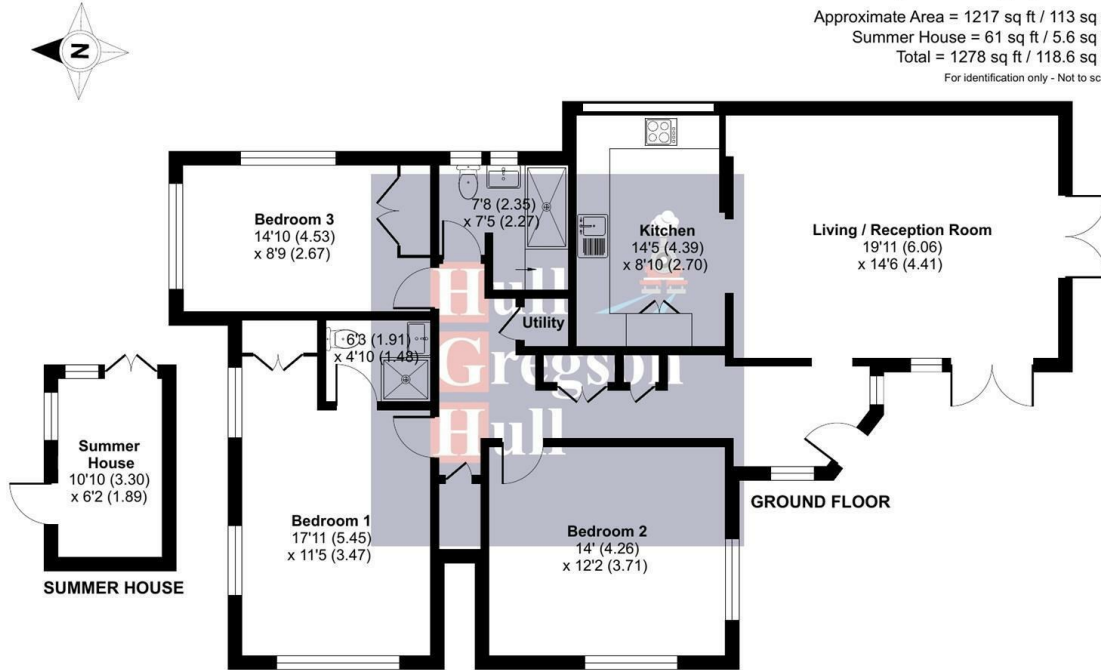 N
Approximate Area = 1217 sq ft / 113 sq
Summer House = 61 sq ft / 5.6 sq
Total = 1278 sq ft / 118.6 sq
For identification only - Not to sc
Bedroom 3
14'10 (4.53)
x 8'9 (2.67)
7'8 (2.35)
x 7'5 (2.27)
Kitchen
14'5 (4.39)
x 8'10 (2.70)
Living / Reception Room
19'11 (6.06)
x 14'6 (4.41)
Utility
6'3 (1.91)
x 4'10 (1.48)
Hull
Gregson
Hull
Summer
House
10'10 (3.30)
x 6'2 (1.89)
SUMMER HOUSE
Bedroom 1
17'11 (5.45)
x 11'5 (3.47)
Bedroom 2
14' (4.26)
x 12'2 (3.71)
GROUND FLOOR